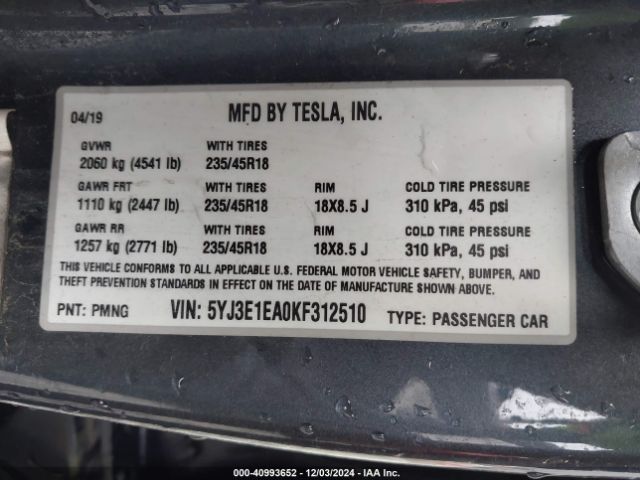 04/19 MFD BY TESLA, INC.
GVWR WITH TIRES
2060 kg (4541 lb) 235/45R18
GAWR FRT WITH TIRES RIM COLD TIRE PRESSURE
1110 kg (2447 lb) 235/45R18 18X8.5 J 310 kPa, 45 psi
GAWR RR WITH TIRES RIM COLD TIRE PRESSURE
1257 kg (2771 lb) 235/45R18 18X8.5 J 310 kPa, 45 psi
THIS VEHICLE CONFORMS TO ALL APPLICABLE U.S. FEDERAL MOTOR VEHICLE SAFETY, BUMPER, AND
THEFT PREVENTION STANDARDS IN EFFECT ON THE DATE OF MANUFACTURE SHOWN ABOVE.
PNT: PMNG VIN: 5YJ3E1EA0KF312510 TYPE: PASSENGER CAR
000-40993652 - 12/03/2024 - IAA Inc.